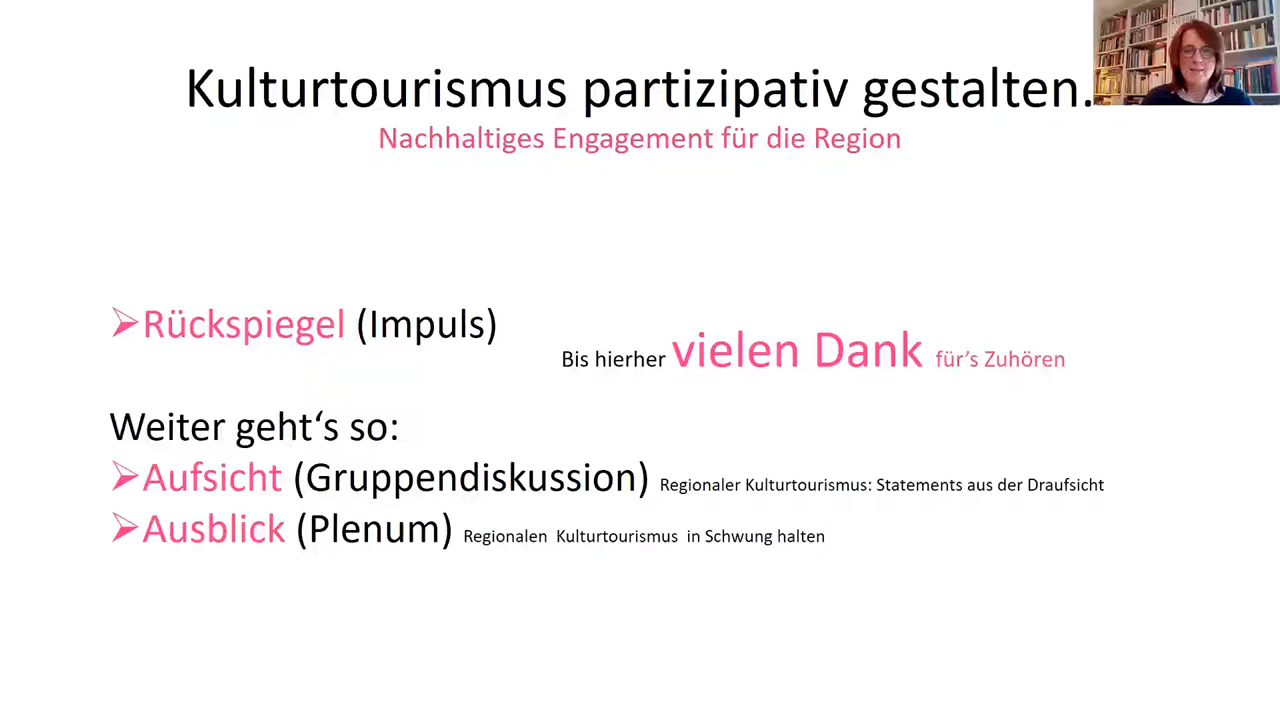 Kulturtourismus partizipativ gestalten.
Nachhaltiges Engagement für die Region
Rückspiegel (Impuls)
Bis hierher vielen Dank für's Zuhören
Weiter geht‘s so:
Aufsicht (Gruppendiskussion) Regionaler Kulturtourismus: Statements aus der Draufsicht
Ausblick (Plenum) Regionalen Kulturtourismus in Schwung halten